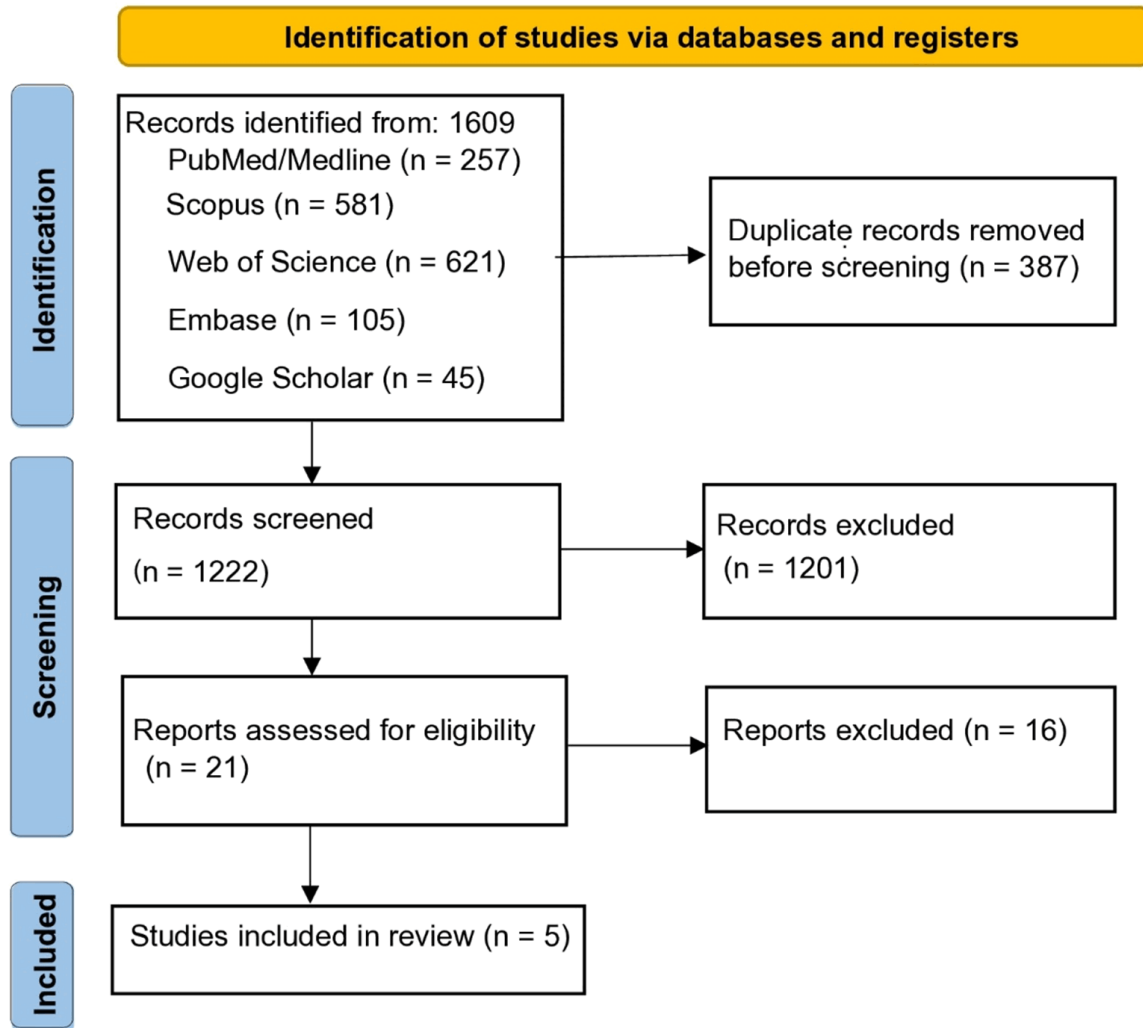 Identification of studies via databases and registers
Identification
Records identified from: 1609
PubMed/Medline (n = 257)
Scopus (n = 581)
Web of Science (n = 621)
Embase (n = 105)
Google Scholar (n = 45)
Duplicate records removed
before screening (n = 387)
Screening
Records screened
(n = 1222)
Records excluded
(n = 1201)
Reports assessed for eligibility
(n = 21)
Reports excluded (n = 16)
Included
Studies included in review (n = 5)